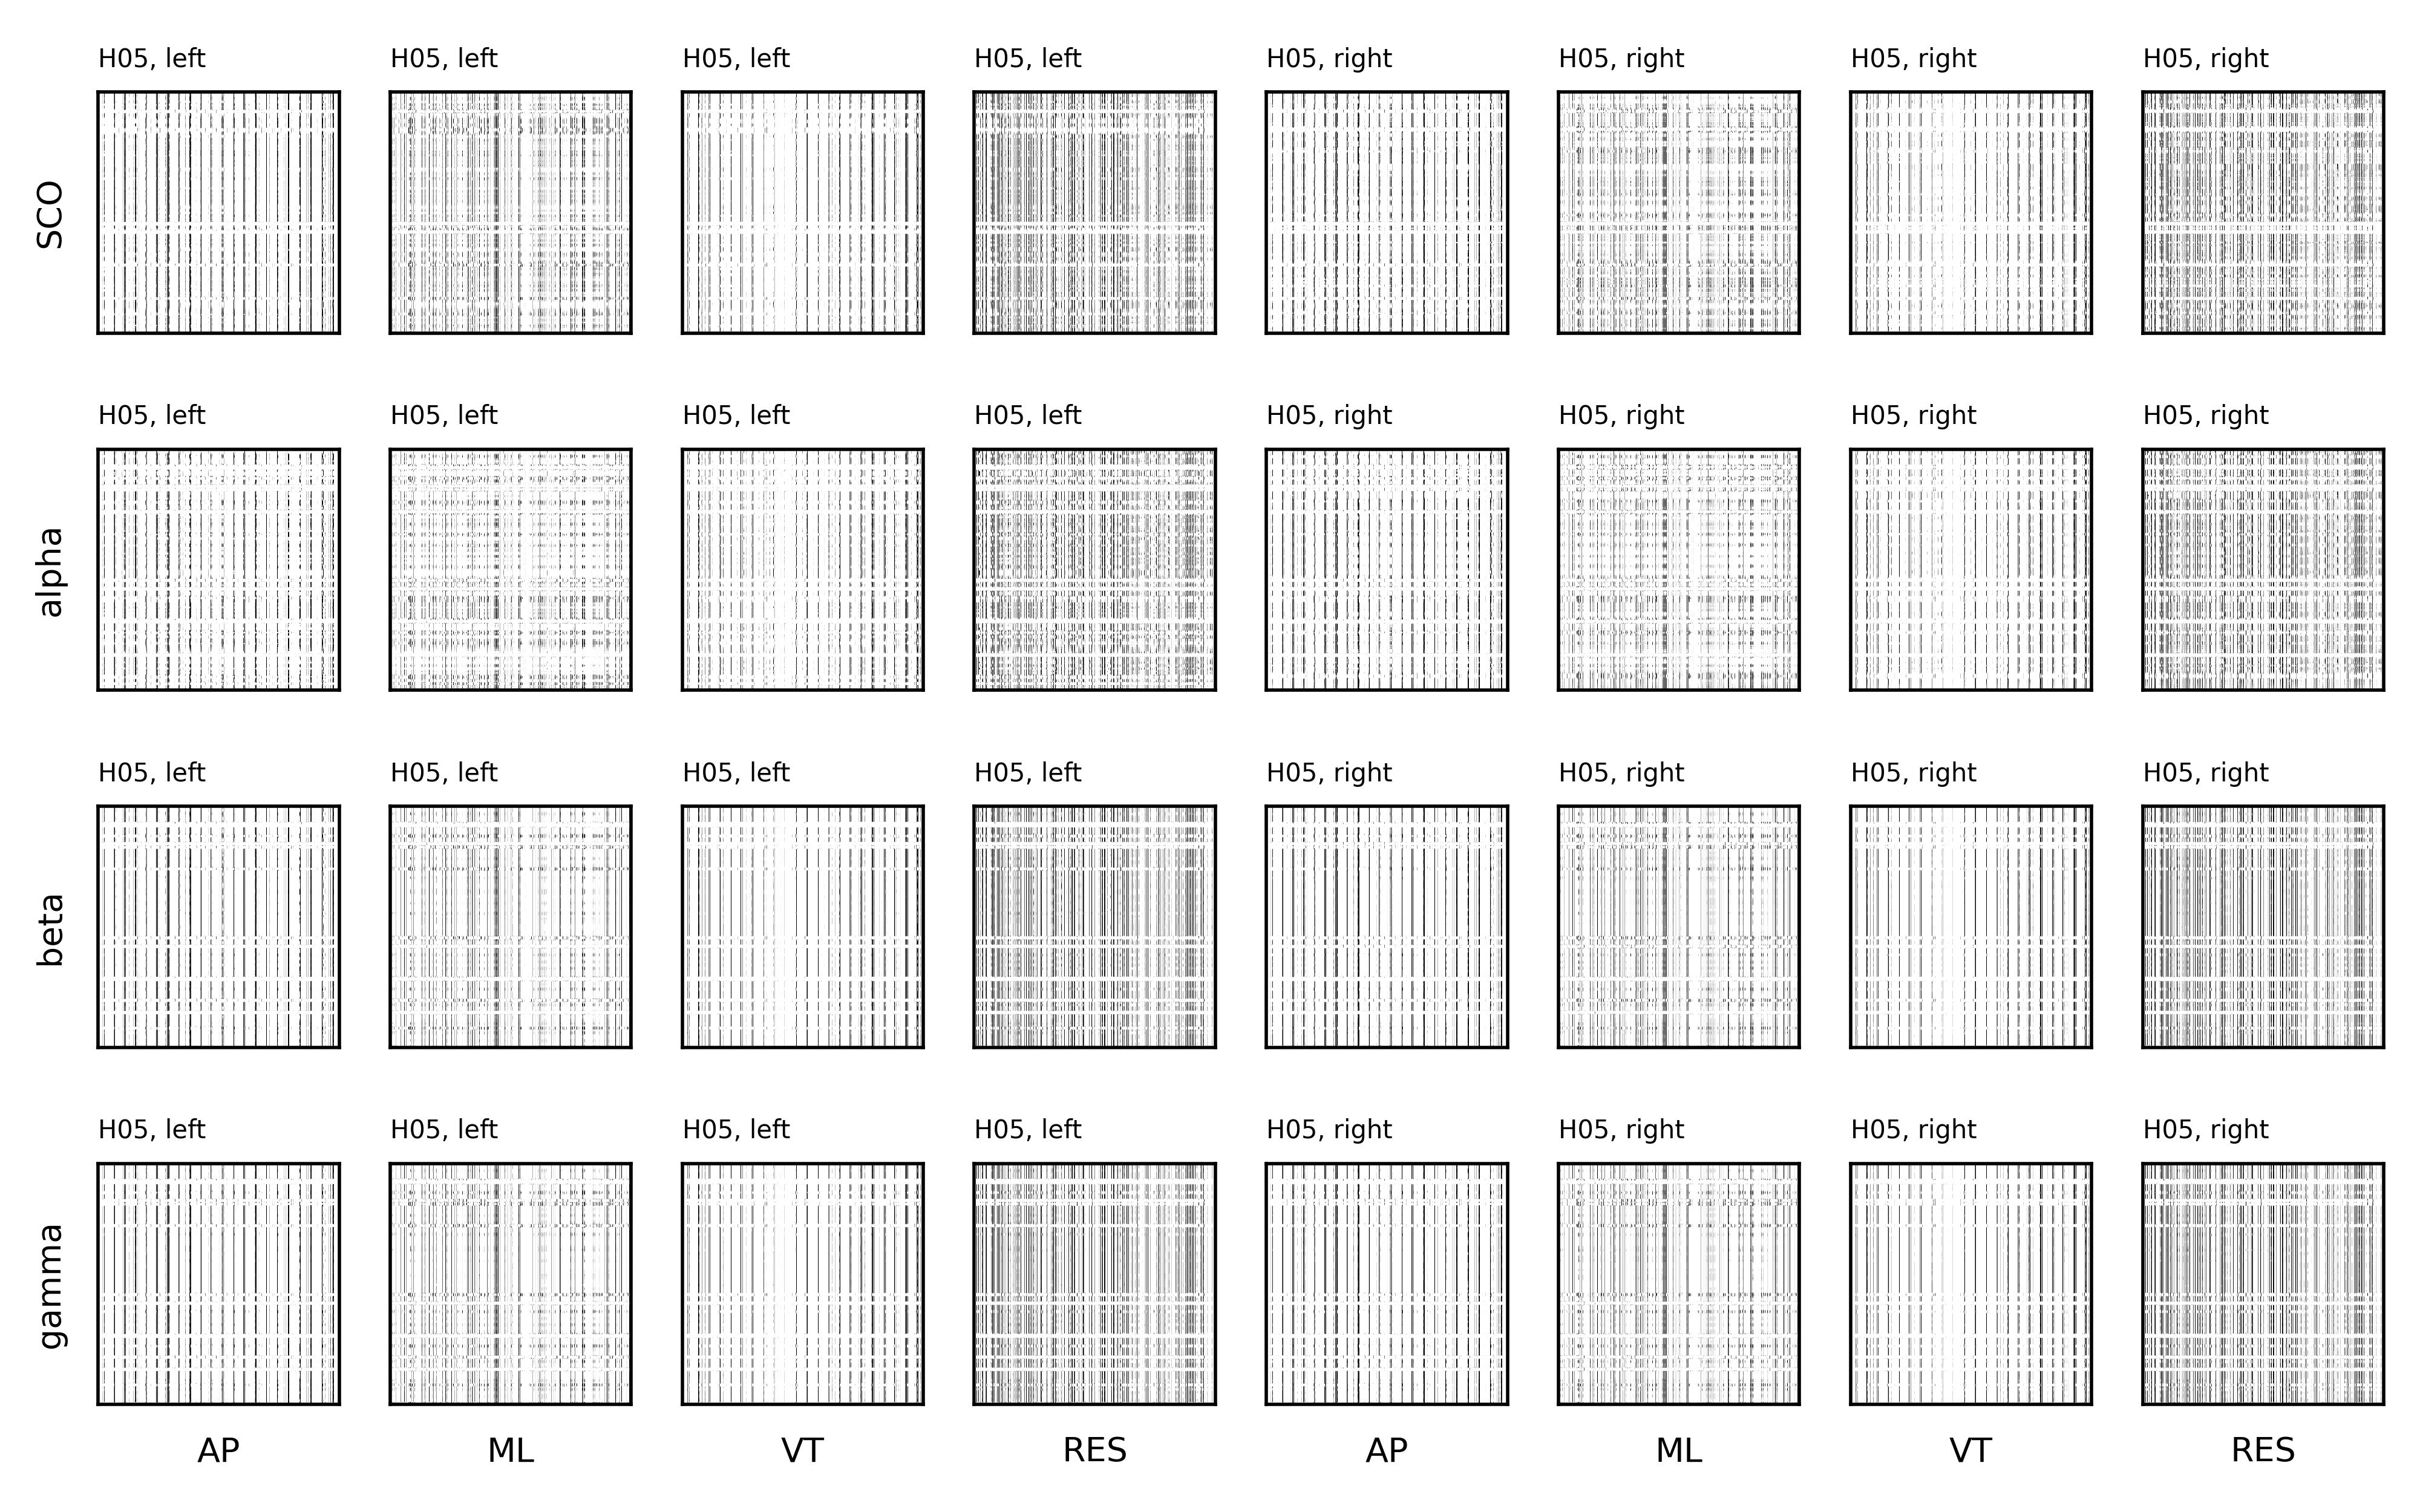 H05, left H05, left H05, left H05, left H05, right H05, right H05, right H05, right
SCO
H05, left H05, left H05, left H05, left H05, right H05, right H05, right H05, right
alpha
H05, left H05, left H05, left H05, left H05, right H05, right H05, right H05, right
beta
H05, left H05, left H05, left H05, left H05, right H05, right H05, right H05, right
gamma
AP ML VT RES AP ML VT RES